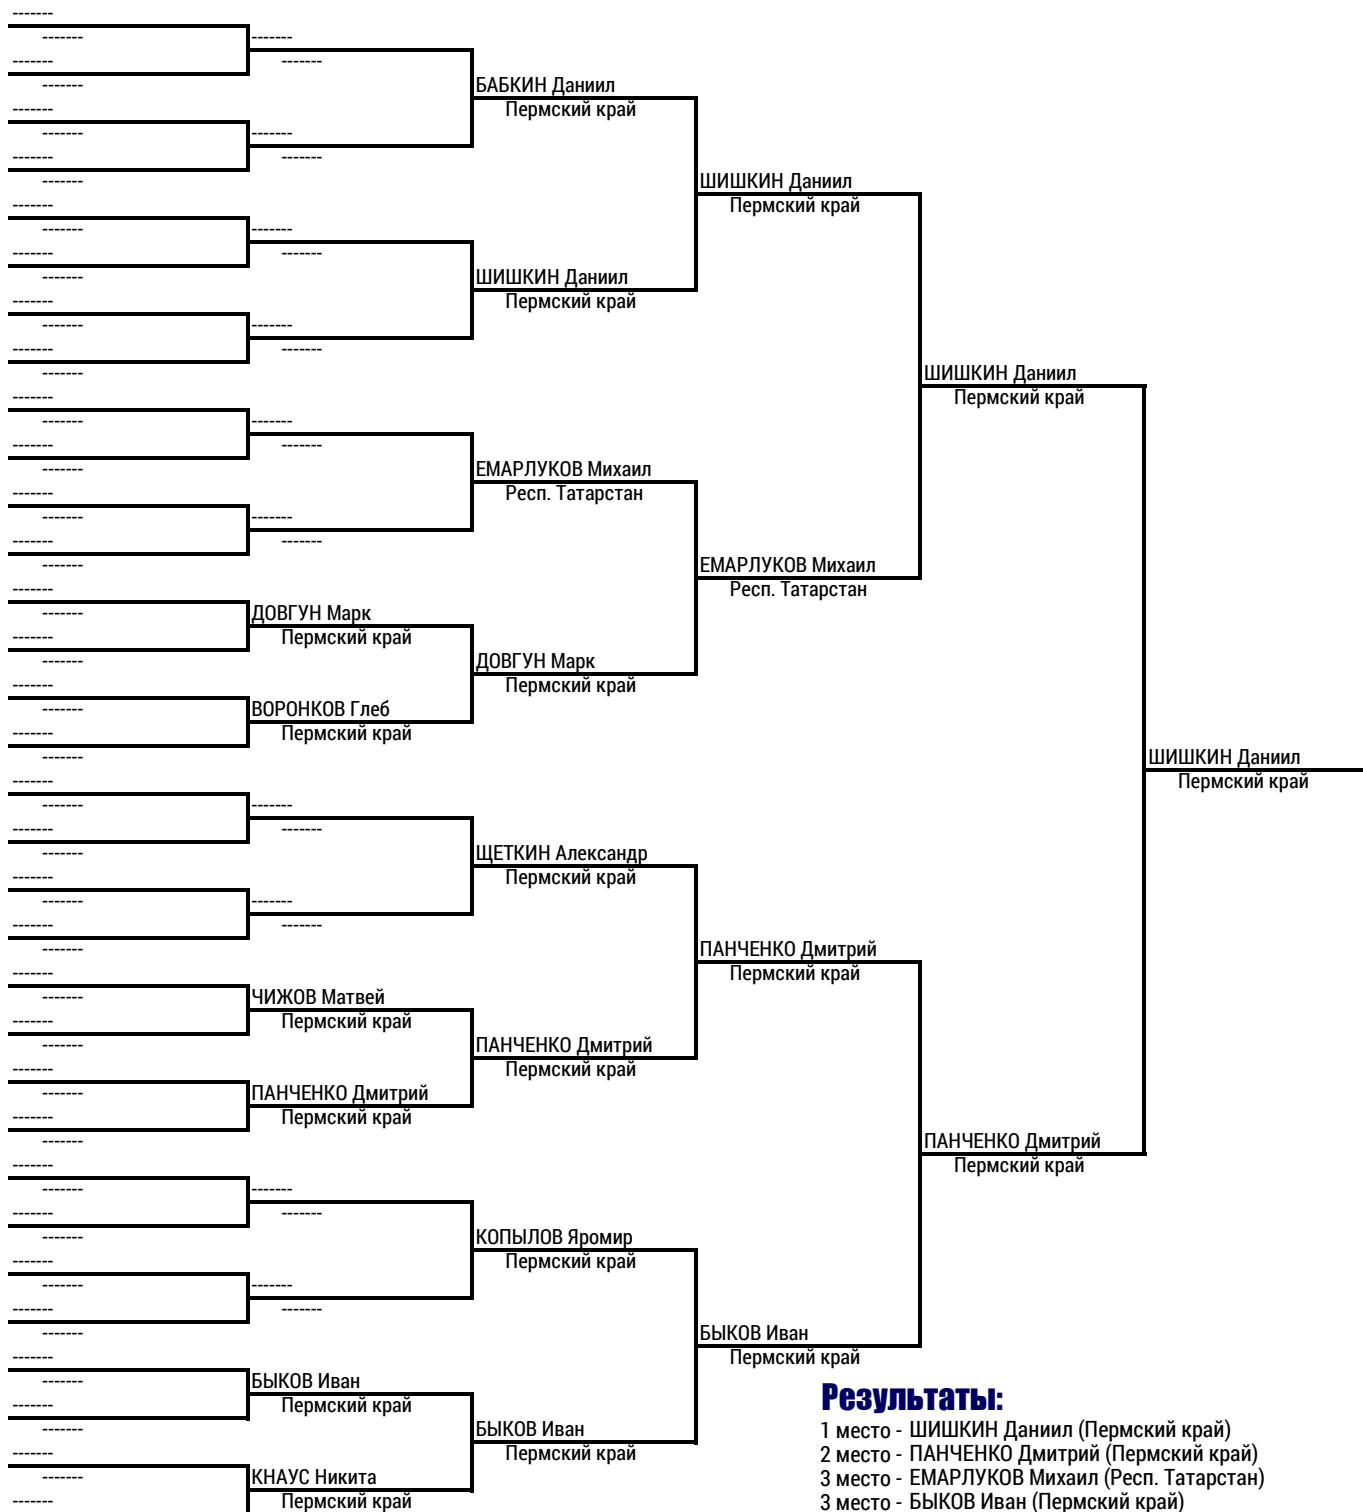 БАБКИН Даниил
Пермский край
ШИШКИН Даниил
Пермский край
ШИШКИН Даниил
Пермский край
ШИШКИН Даниил
Пермский край
ЕМАРЛУКОВ Михаил
Респ. Татарстан
ЕМАРЛУКОВ Михаил
Респ. Татарстан
ДОВГУН Марк
Пермский край
ДОВГУН Марк
Пермский край
ВОРОНКОВ Глеб
Пермский край
ШИШКИН Даниил
Пермский край
ЩЕТКИН Александр
Пермский край
ПАНЧЕНКО Дмитрий
Пермский край
ЧИЖОВ Матвей
Пермский край
ПАНЧЕНКО Дмитрий
Пермский край
ПАНЧЕНКО Дмитрий
Пермский край
ПАНЧЕНКО Дмитрий
Пермский край
КОПЫЛОВ Яромир
Пермский край
БЫКОВ Иван
Пермский край
БЫКОВ Иван
Пермский край
БЫКОВ Иван
Пермский край
КНАУС Никита
Пермский край
Результаты:
1 место - ШИШКИН Даниил (Пермский край)
2 место - ПАНЧЕНКО Дмитрий (Пермский край)
3 место - ЕМАРЛУКОВ Михаил (Респ. Татарстан)
3 место - БЫКОВ Иван (Пермский край)